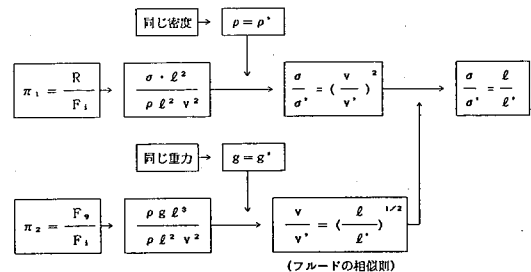 同じ密度 → ρ = ρ'
π₁ = R / Fᵢ → σ・ℓ² / ρ ℓ² v² → σ / σ' = ( v / v' )² → σ / σ' = ℓ / ℓ'
同じ重力 → g = g'
π₂ = F₉ / Fᵢ → ρ g ℓ³ / ρ ℓ² v² → v / v' = ( ℓ / ℓ' )^1/2
(フルードの相似則)